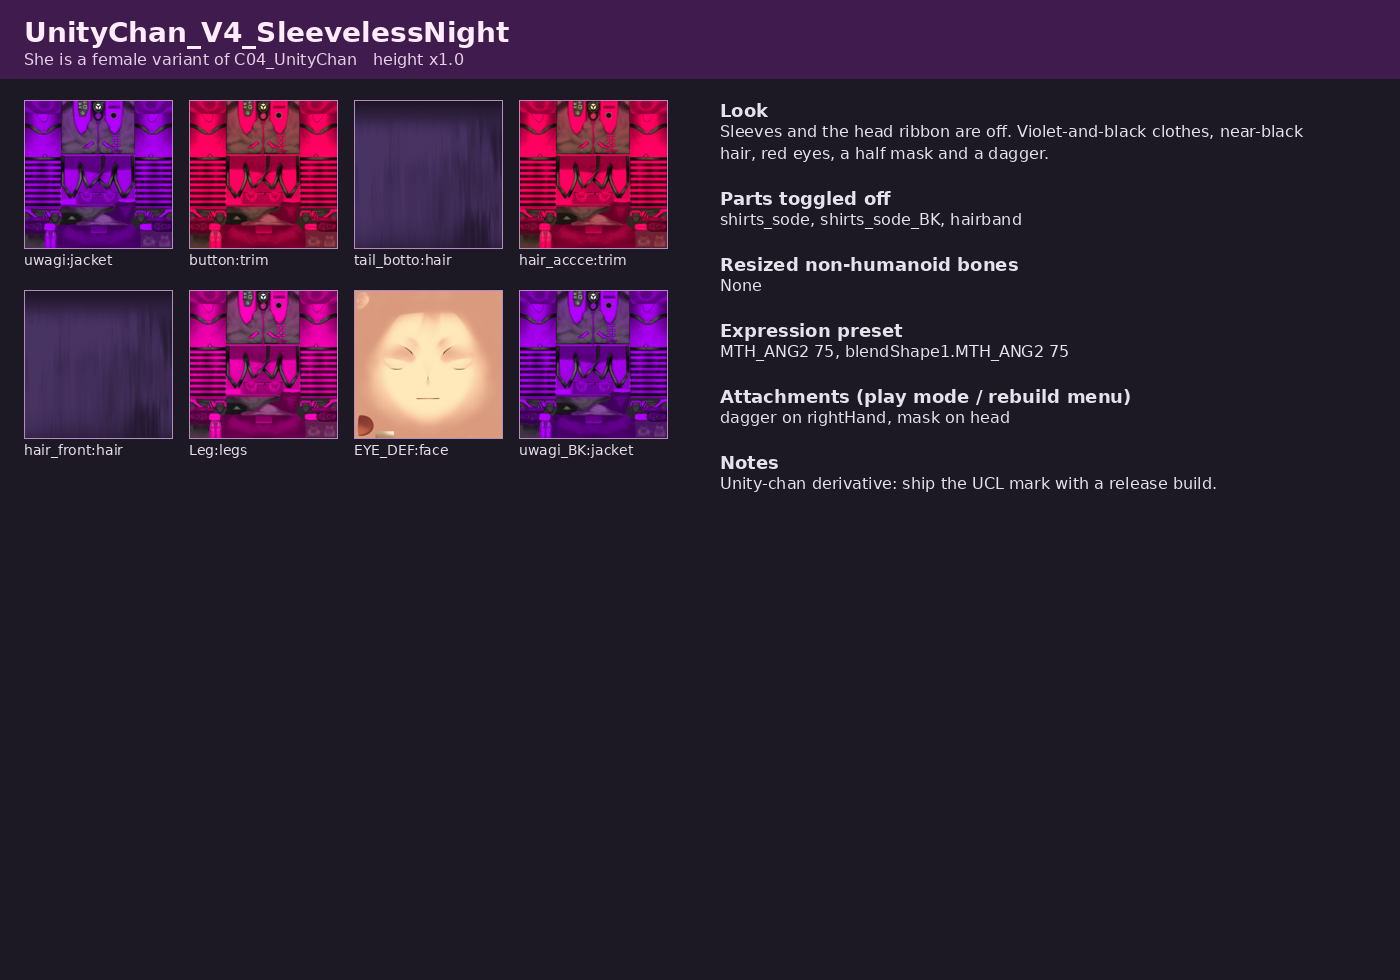 UnityChan_V4_SleevelessNight
She is a female variant of C04_UnityChan   height x1.0
uwagi:jacket
button:trim
tail_botto:hair
hair_accce:trim
hair_front:hair
Leg:legs
EYE_DEF:face
uwagi_BK:jacket
Look
Sleeves and the head ribbon are off. Violet-and-black clothes, near-black
hair, red eyes, a half mask and a dagger.
Parts toggled off
shirts_sode, shirts_sode_BK, hairband
Resized non-humanoid bones
None
Expression preset
MTH_ANG2 75, blendShape1.MTH_ANG2 75
Attachments (play mode / rebuild menu)
dagger on rightHand, mask on head
Notes
Unity-chan derivative: ship the UCL mark with a release build.